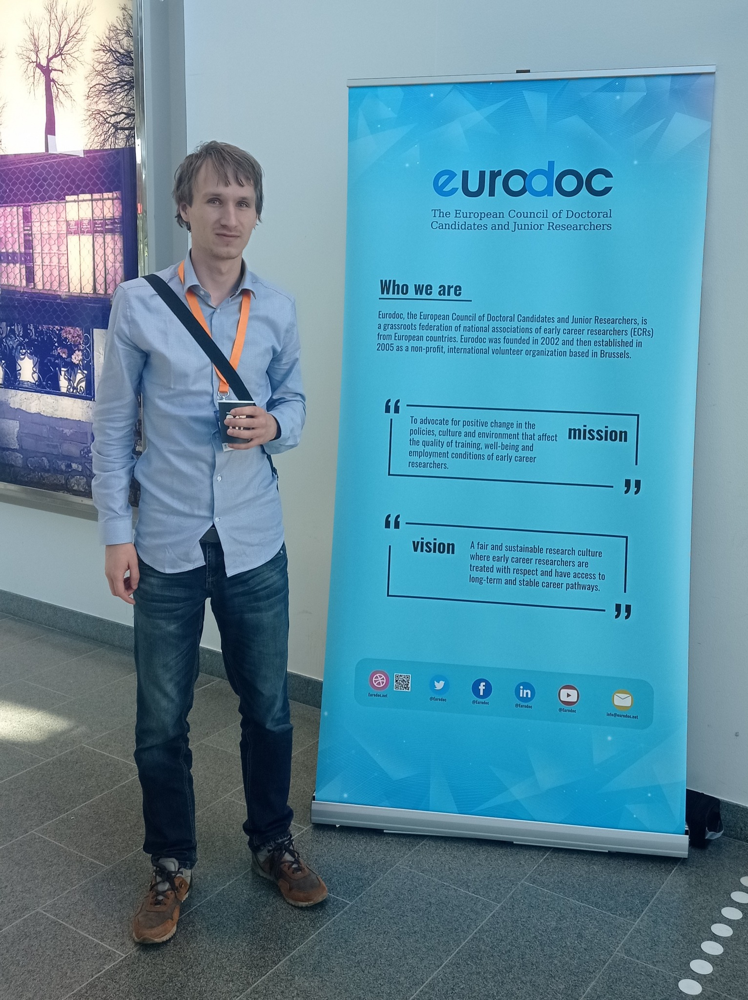 eurodoc
The European Council of Doctoral
Candidates and Junior Researchers
Who we are
Eurodoc, the European Council of Doctoral Candidates and Junior Researchers, is
a grassroots federation of national associations of early career researchers (ECRs)
from European countries. Eurodoc was founded in 2002 and then established in
2005 as a non-profit, international volunteer organization based in Brussels.
“
To advocate for positive change in the
policies, culture and environment that affect
the quality of training, well-being and
employment conditions of early career
researchers.
mission
”
“
vision
A fair and sustainable research culture
where early career researchers are
treated with respect and have access to
long-term and stable career pathways.
”
Eurodoc.net
@Eurodoc
f
@Eurodoc
in
@Eurodoc
@Eurodoc
info@eurodoc.net